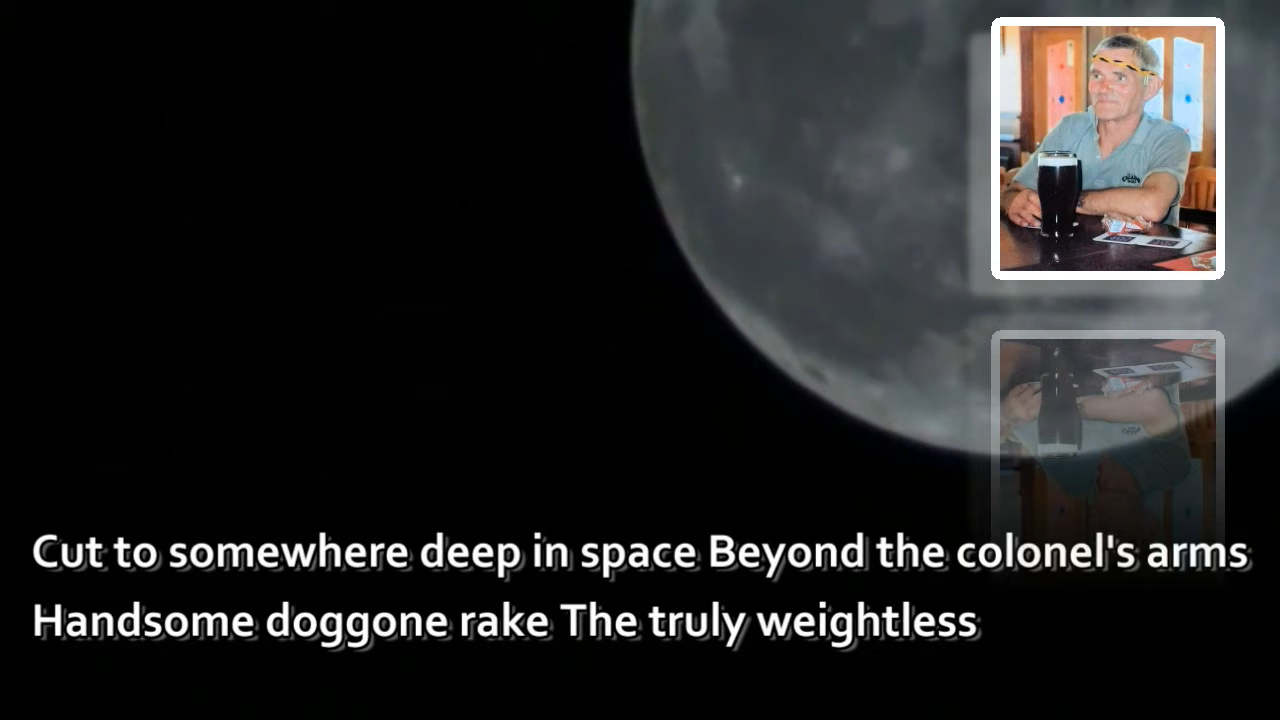 Cut to somewhere deep in space Beyond the colonel's arms
Handsome doggone rake The truly weightless